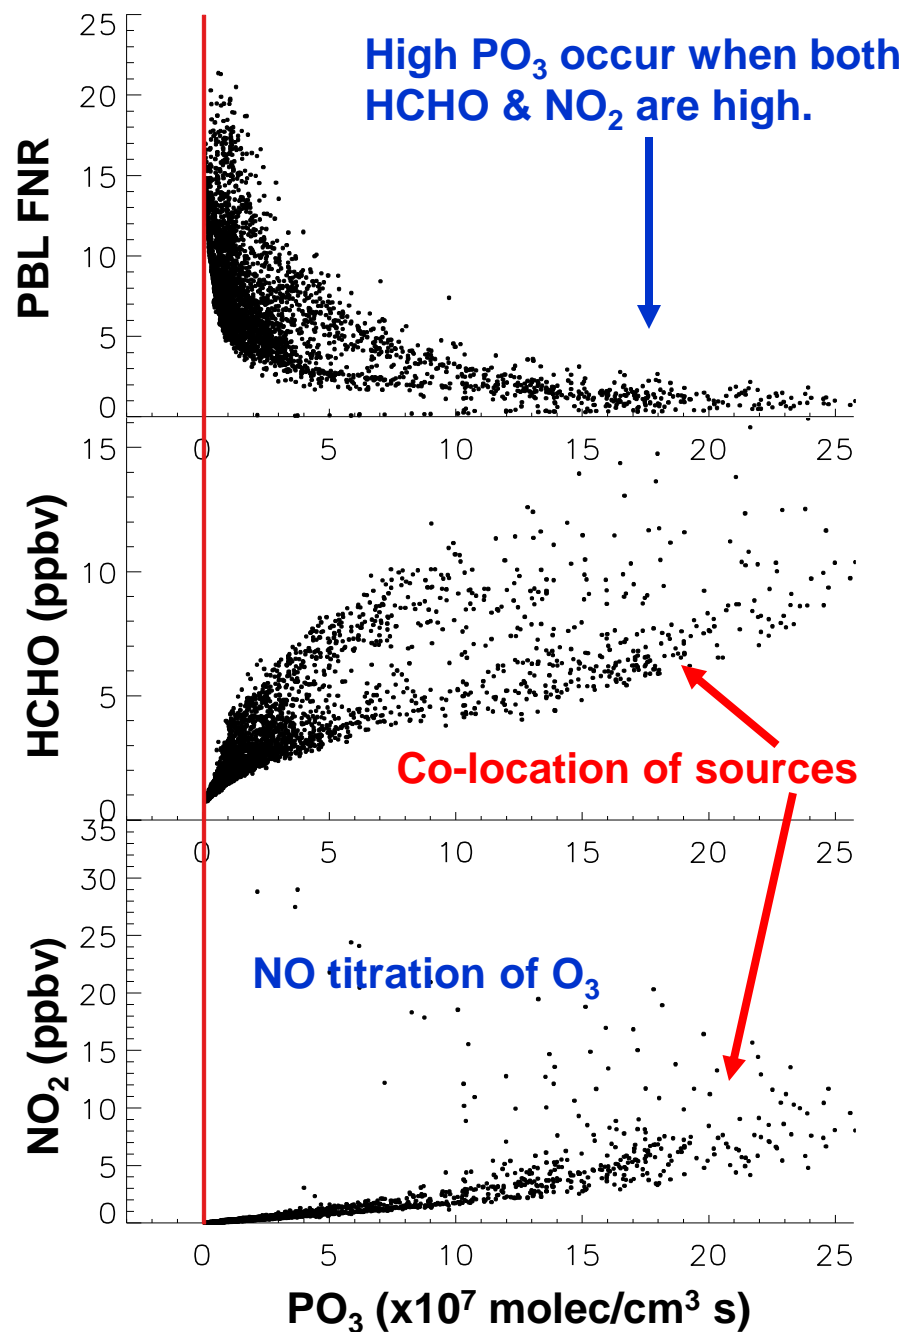 25
20
15
10
5
0
PBL FNR
High PO₃ occur when both
HCHO & NO₂ are high.
0 5 10 15 20 25
15
10
5
0
HCHO (ppbv)
Co-location of sources
0 5 10 15 20 25
35
30
25
20
15
10
5
0
NO₂ (ppbv)
NO titration of O₃
0 5 10 15 20 25
PO₃ (x10⁷ molec/cm³ s)